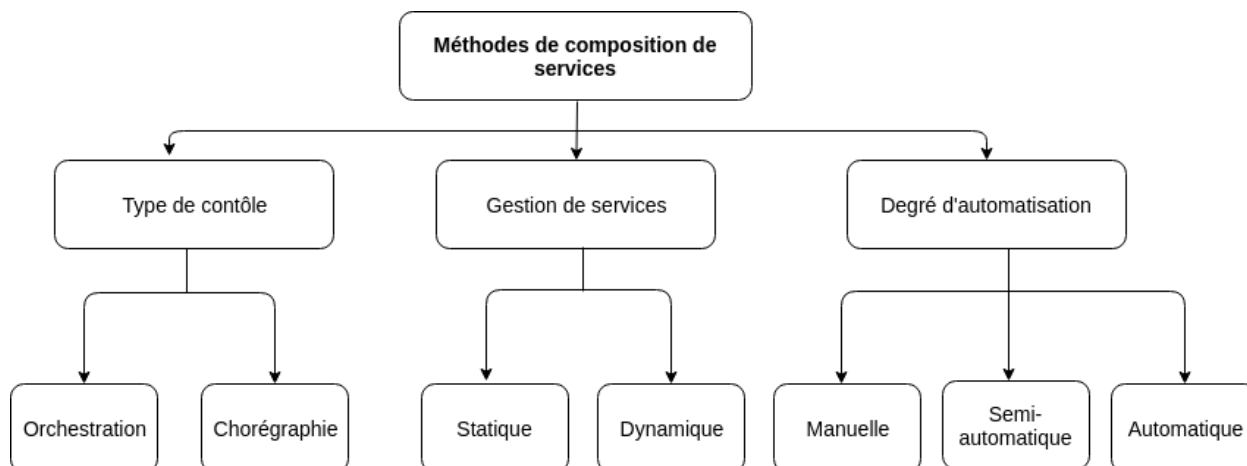 Méthodes de composition de
services
Type de contôle
Gestion de services
Degré d'automatisation
Orchestration
Chorégraphie
Statique
Dynamique
Manuelle
Semi-
automatique
Automatique